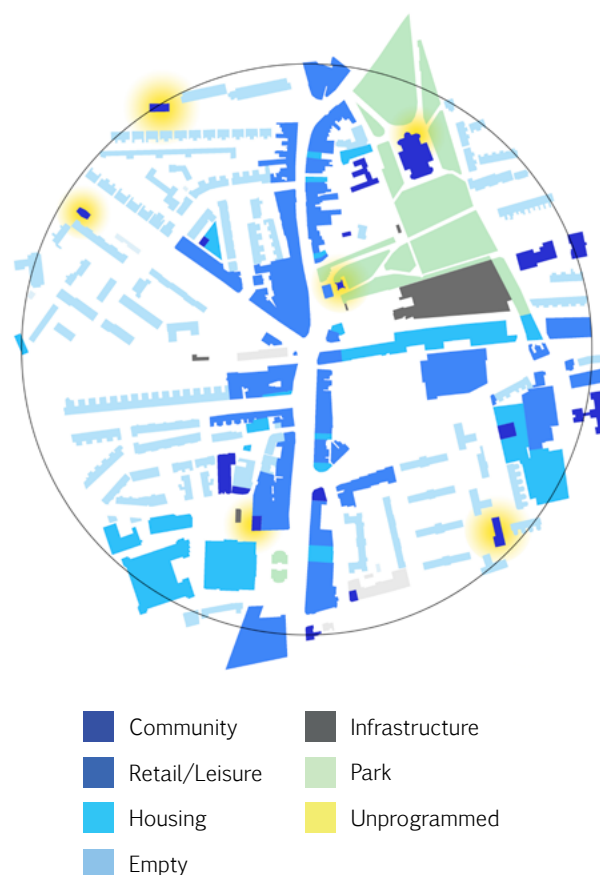 Community
Retail/Leisure
Housing
Empty
Infrastructure
Park
Unprogrammed